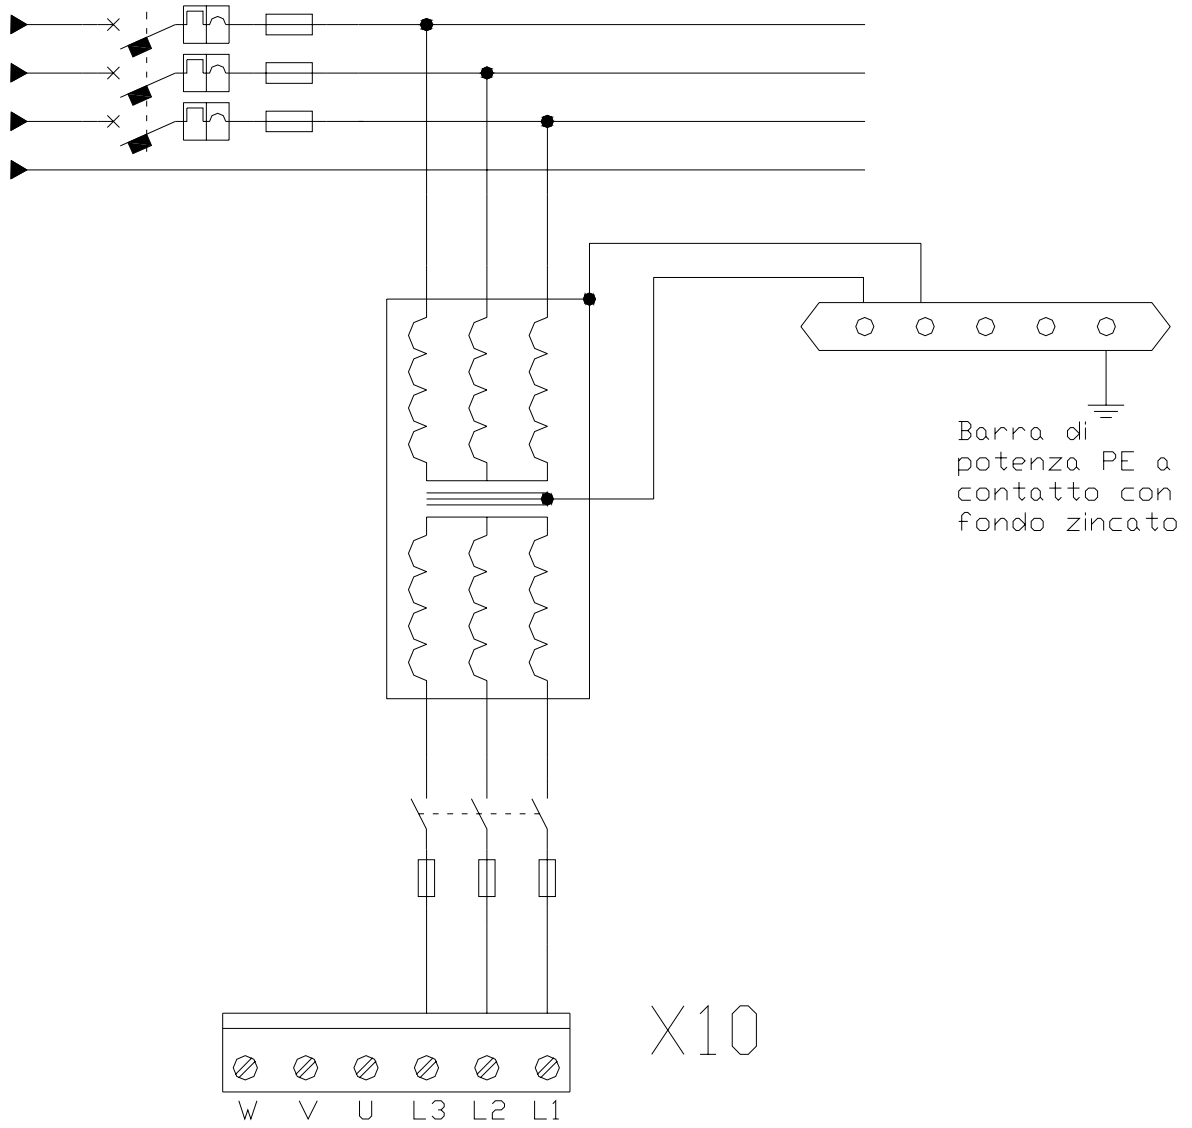 Barra di
potenza PE a
contatto con
fondo zincato
X10
W V U L3 L2 L1